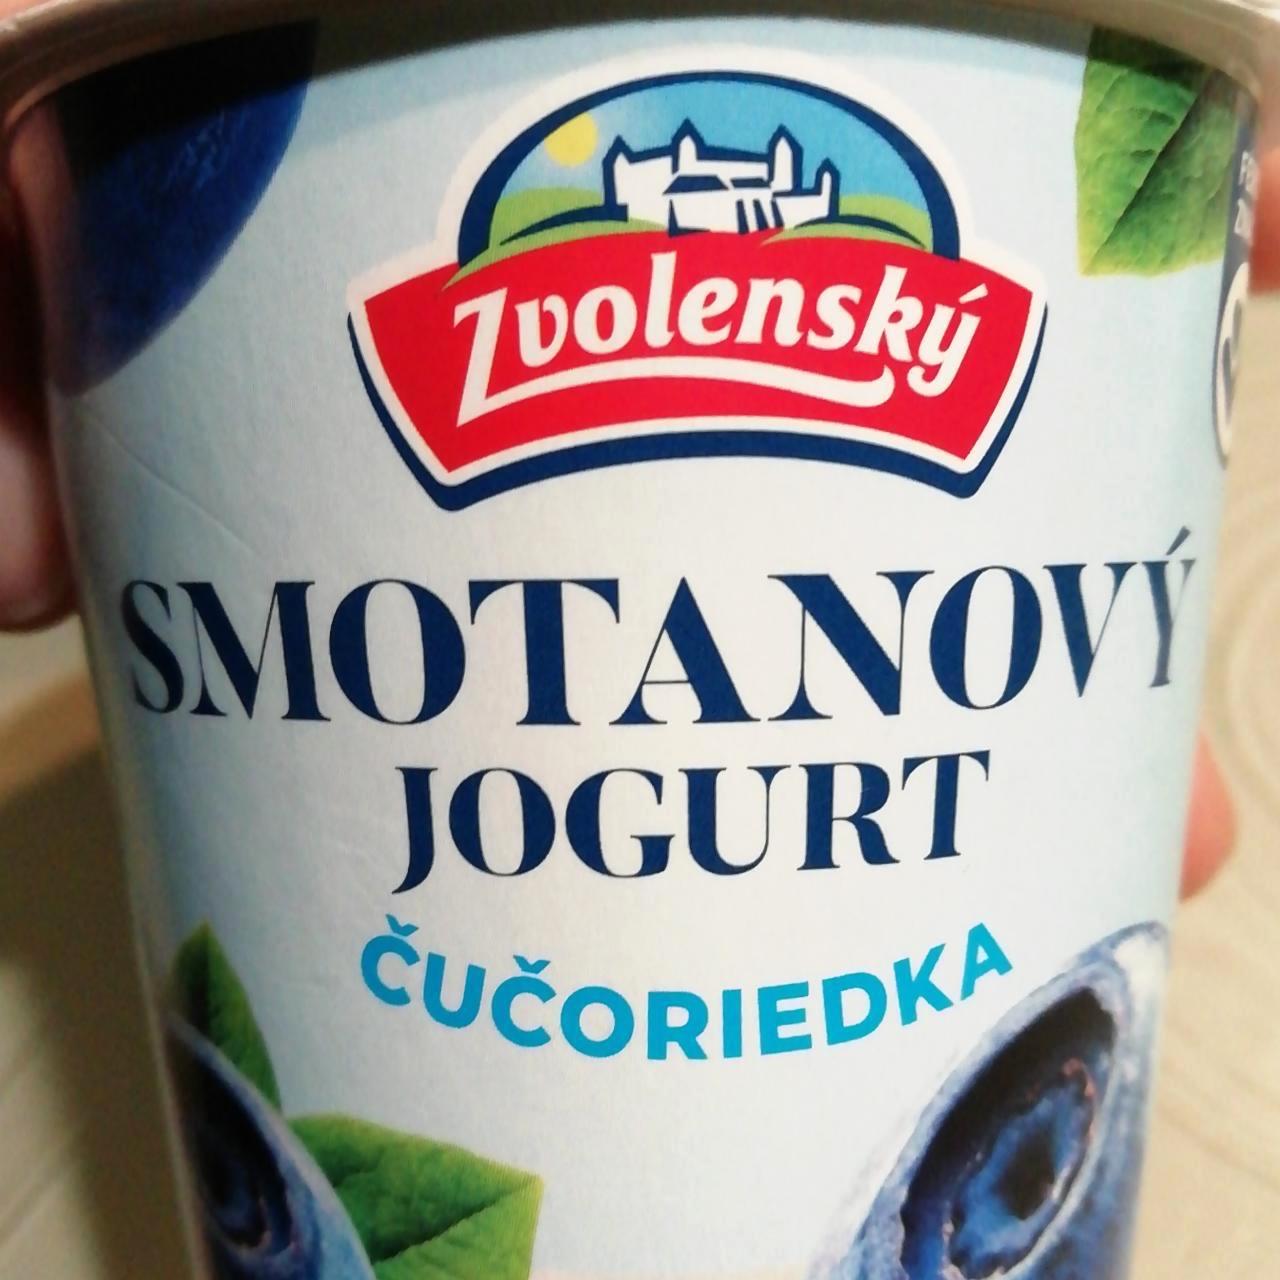 Zvolenský
SMOTANOVÝ
JOGURT
ČUČORIEDKA